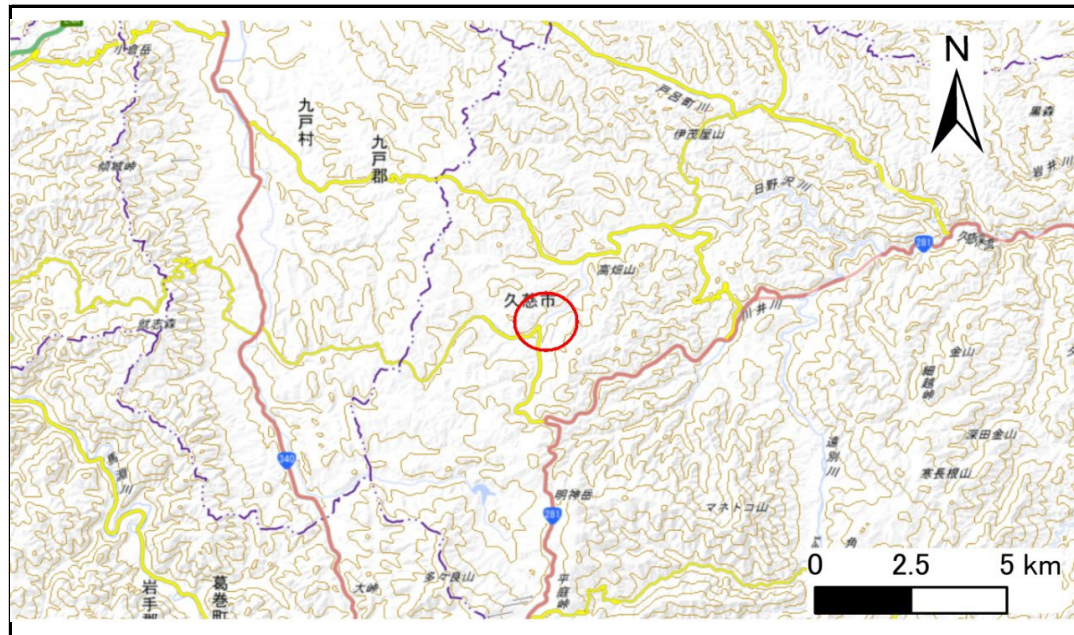 小倉岳
N
戸呂町川
黒森
九戸村
九戸郡
伊茂屋山
傾城峠
日野沢川
岩井川
281
高畑山
久慈市
川井川
金山
細越峠
遠別川
深田金山
寒長根山
340
馬淵川
明神岳
マネトコ山
281
角
0 2.5 5 km
多々良山
大峠
平庭峠
葛巻町
岩手郡